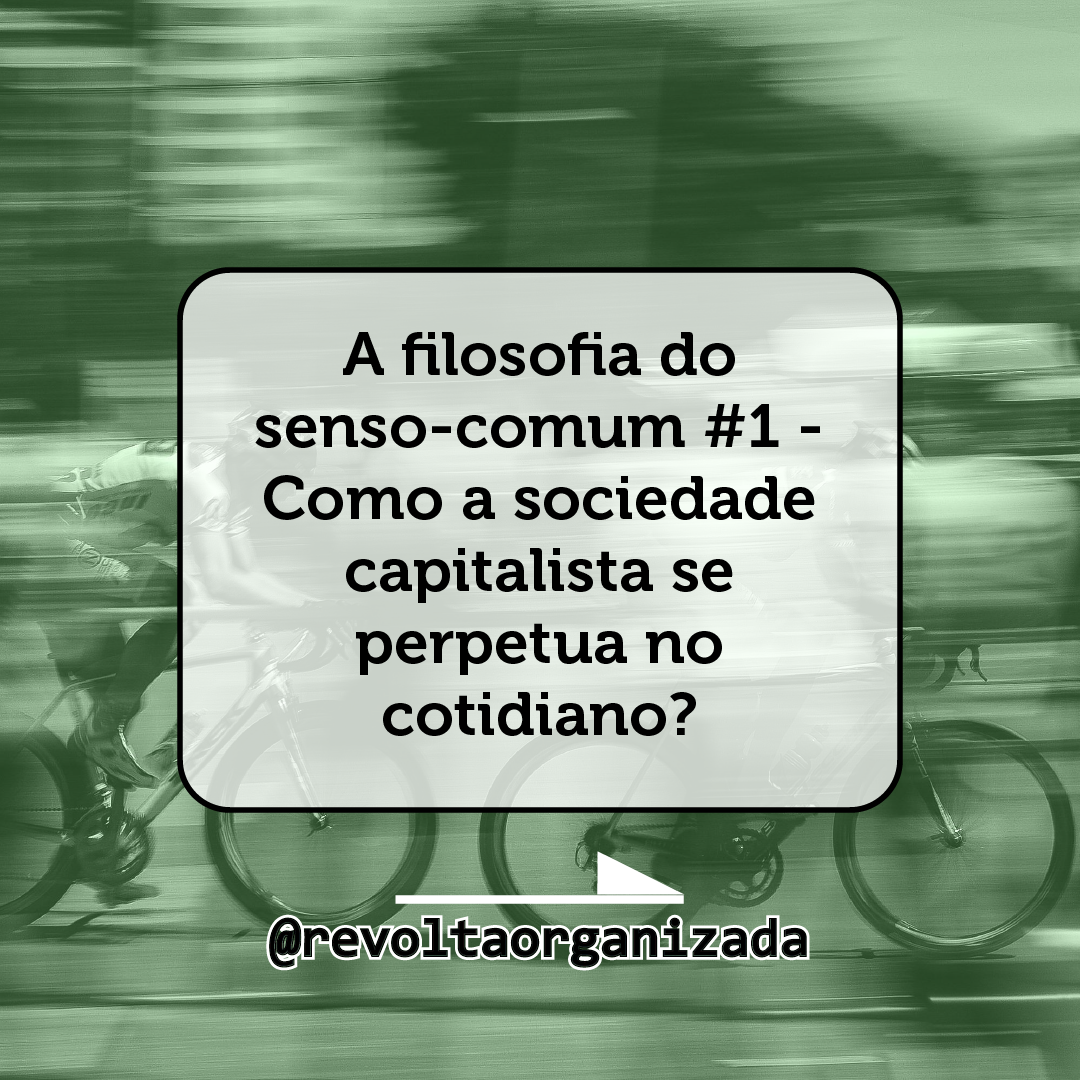 A filosofia do
senso-comum #1 -
Como a sociedade
capitalista se
perpetua no
cotidiano?
@revoltaorganizada